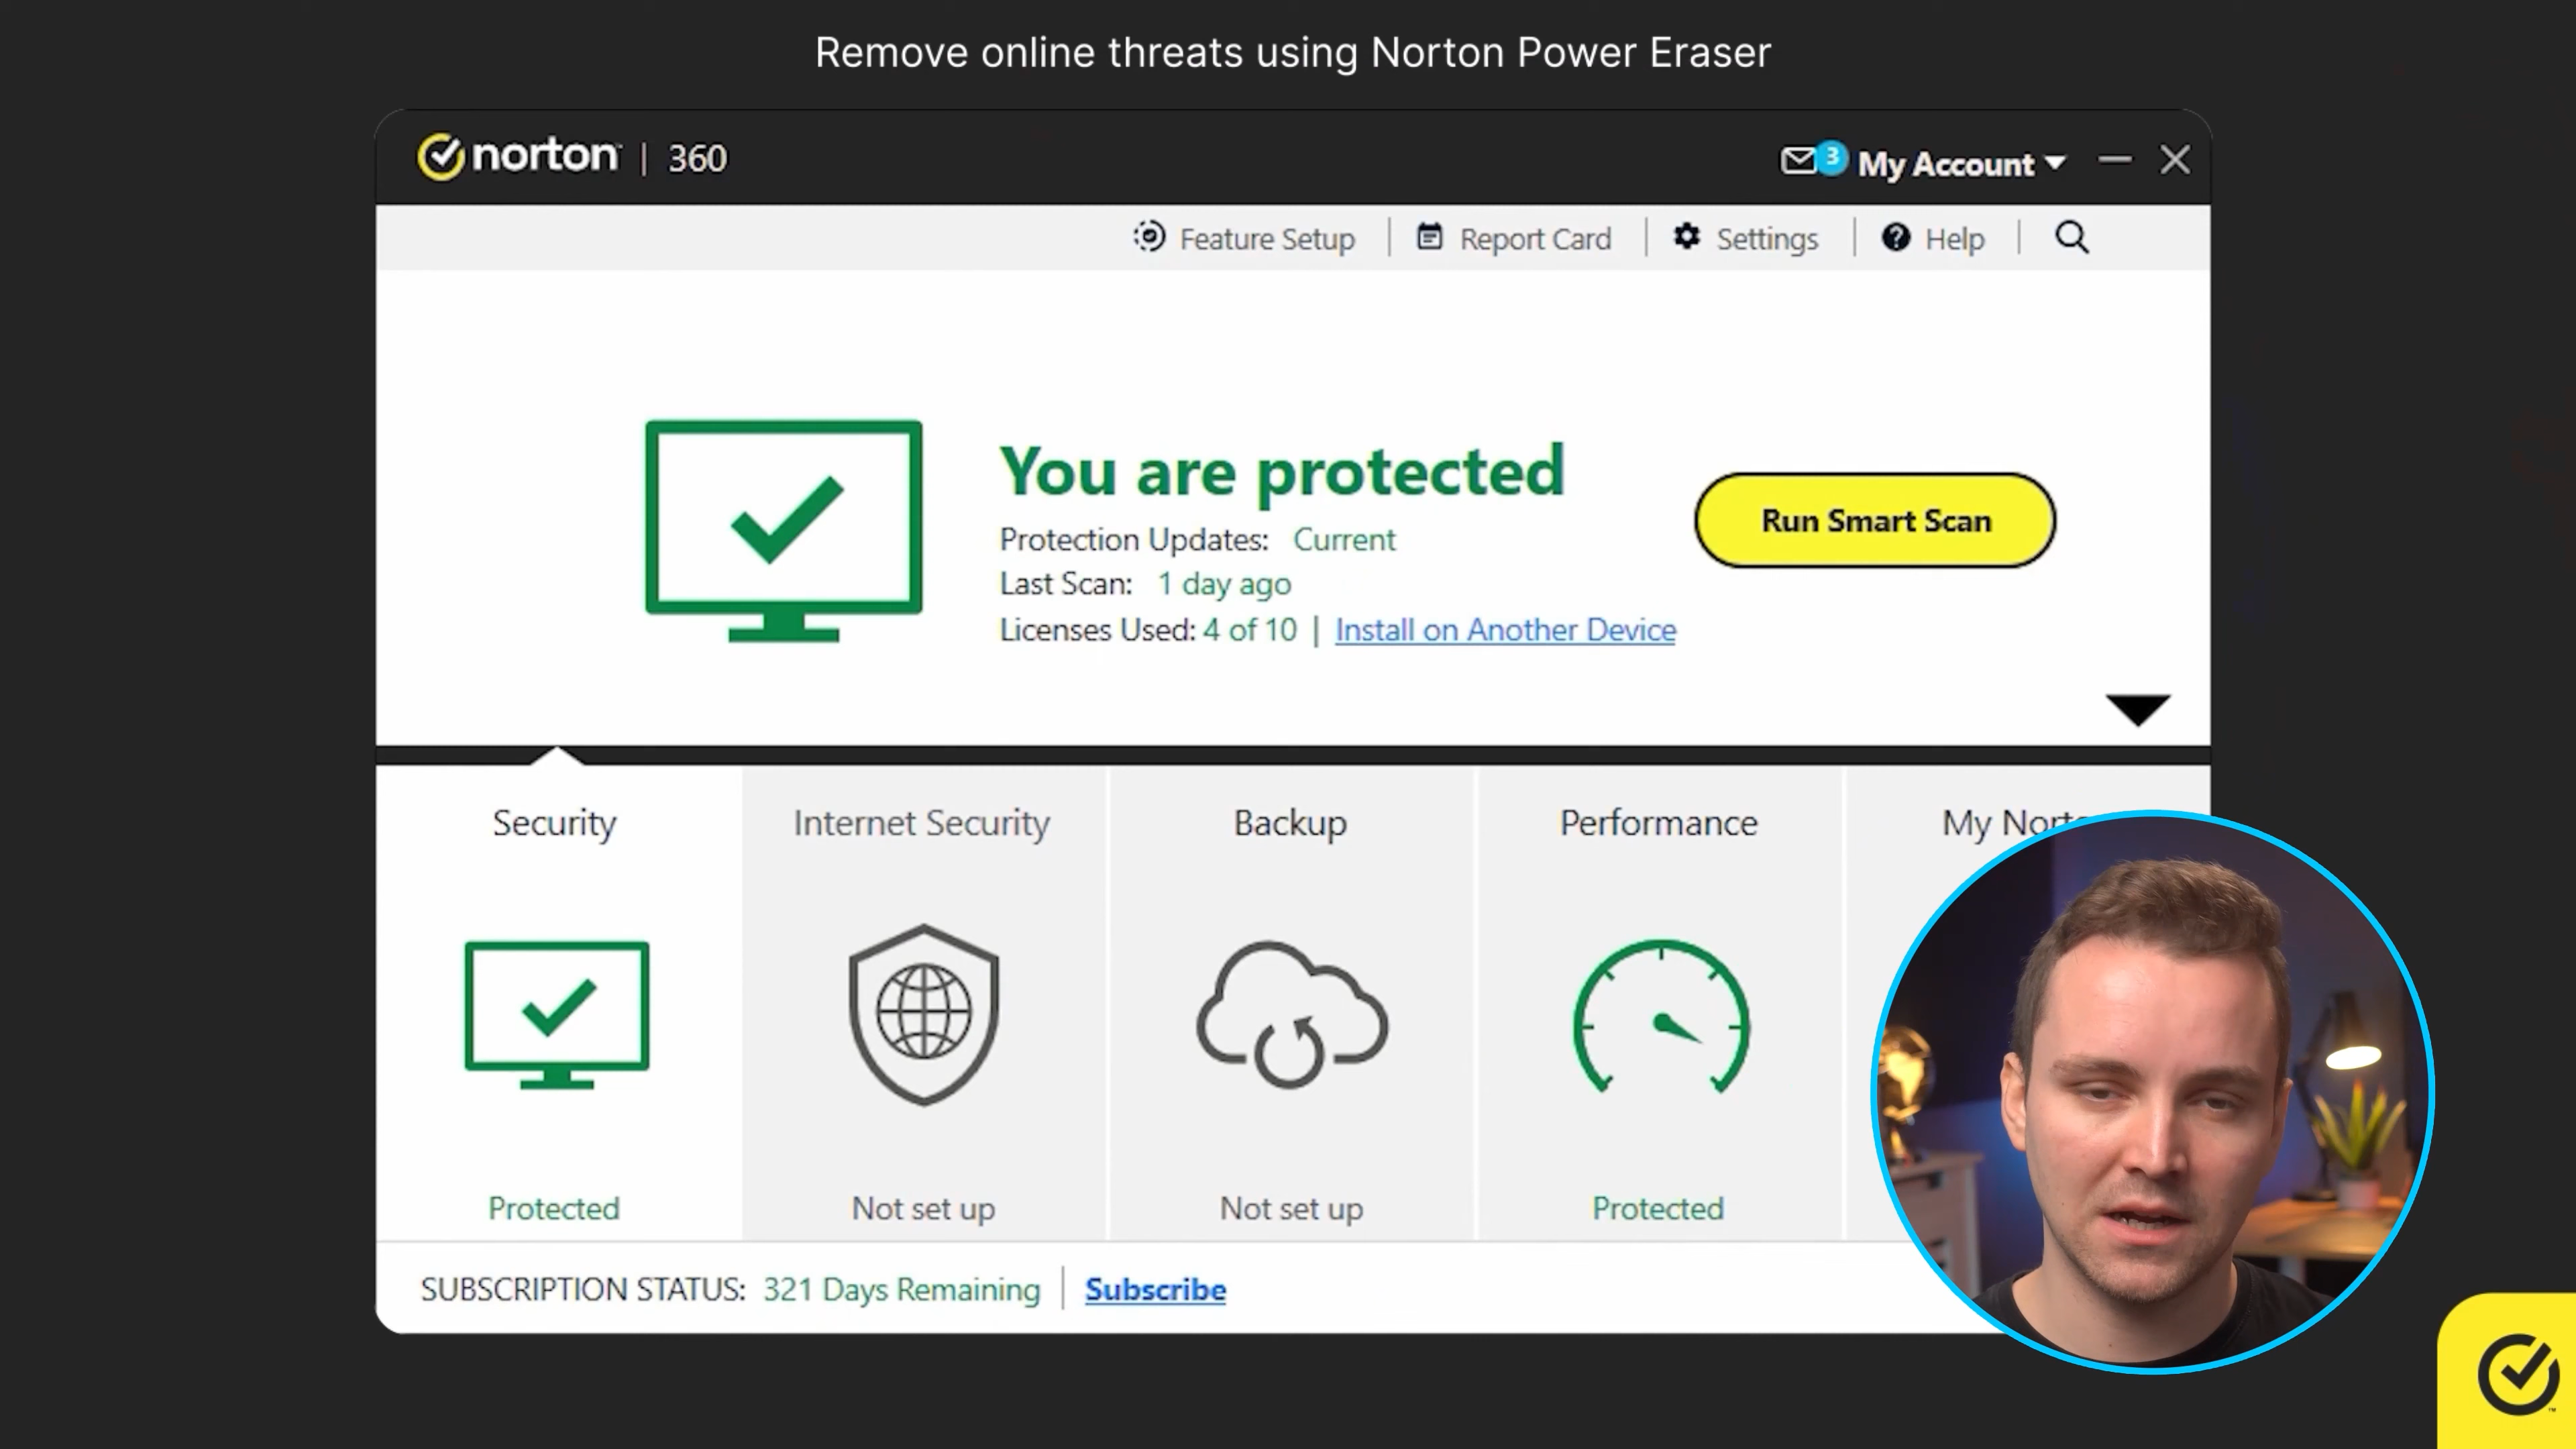 Remove online threats using Norton Power Eraser
norton | 360
3 My Account
Feature Setup | Report Card | Settings | Help |
You are protected
Run Smart Scan
Protection Updates: Current
Last Scan: 1 day ago
Licenses Used: 4 of 10 | Install on Another Device
Security
Internet Security
Backup
Performance
My
Protected
Not set up
Not set up
Protected
SUBSCRIPTION STATUS: 321 Days Remaining | Subscribe